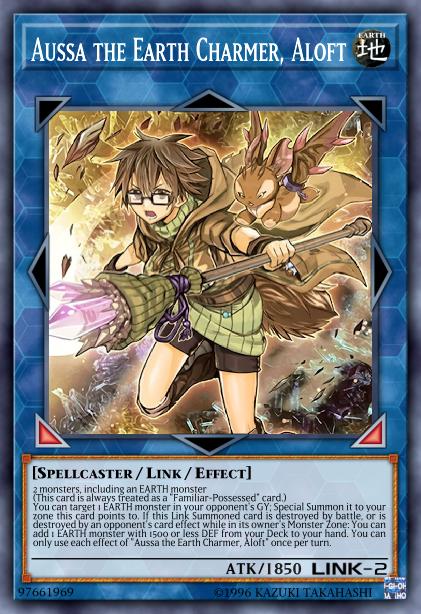 AUSSA THE EARTH CHARMER, ALOFT
EARTH
地
[SPELLCASTER / LINK / EFFECT]
2 monsters, including an EARTH monster
(This card is always treated as a "Familiar-Possessed" card.)
You can target 1 EARTH monster in your opponent's GY; Special Summon it to your
zone this card points to. If this Link Summoned card is destroyed by battle, or is
destroyed by an opponent's card effect while in its owner's Monster Zone: You can
add 1 EARTH monster with 1500 or less DEF from your Deck to your hand. You can
only use each effect of "Aussa the Earth Charmer, Aloft" once per turn.
ATK/1850 LINK-2
97661969 ©1996 KAZUKI TAKAHASHI